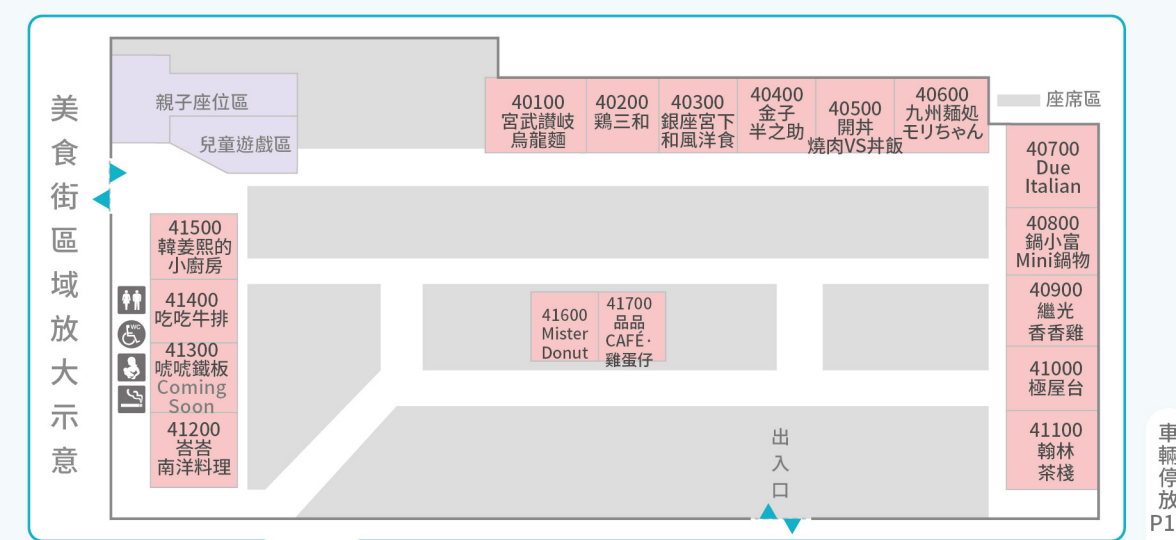 美食街區域放大示意
親子座位區
兒童遊戲區
40100
宮武讃岐
烏龍麵
40200
鶏三和
40300
銀座宮下
和風洋食
40400
金子
半之助
40500
開丼
燒肉VS丼飯
40600
九州麺処
モリちゃん
座席區
40700
Due
Italian
40800
鍋小富
Mini鍋物
40900
繼光
香香雞
41000
極屋台
41100
翰林
茶棧
41500
韓姜熙的
小廚房
41400
吃吃牛排
41300
唬唬鐵板
Coming
Soon
41200
峇峇
南洋料理
WC
41600
Mister
Donut
41700
品品
CAFÉ·
雞蛋仔
出入口
車輛停放
P1